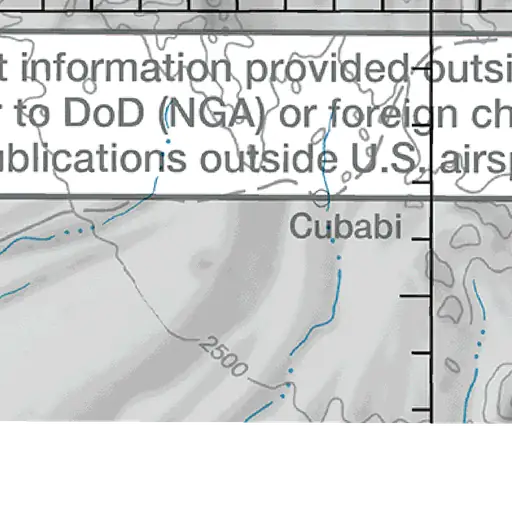 t information provided outsi
r to DoD (NGA) or foreign ch
ublications outside U.S. airsp
Cubabi
2500